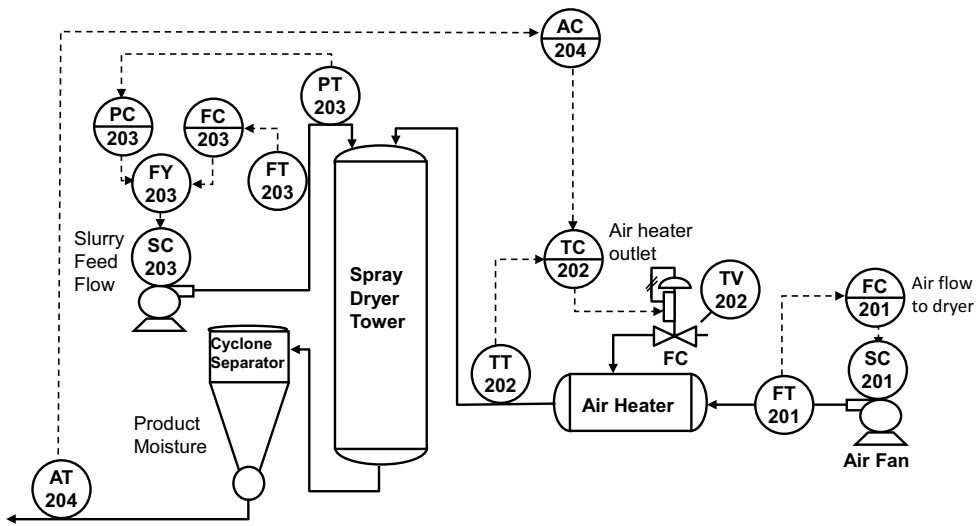 AC
204
PT
203
PC
203
FC
203
FT
203
FY
203
Slurry
Feed
Flow
SC
203
Spray
Dryer
Tower
Air heater
outlet
TC
202
TV
202
FC
FC
201
Air flow
to dryer
SC
201
Cyclone
Separator
TT
202
Air Heater
FT
201
Air Fan
Product
Moisture
AT
204